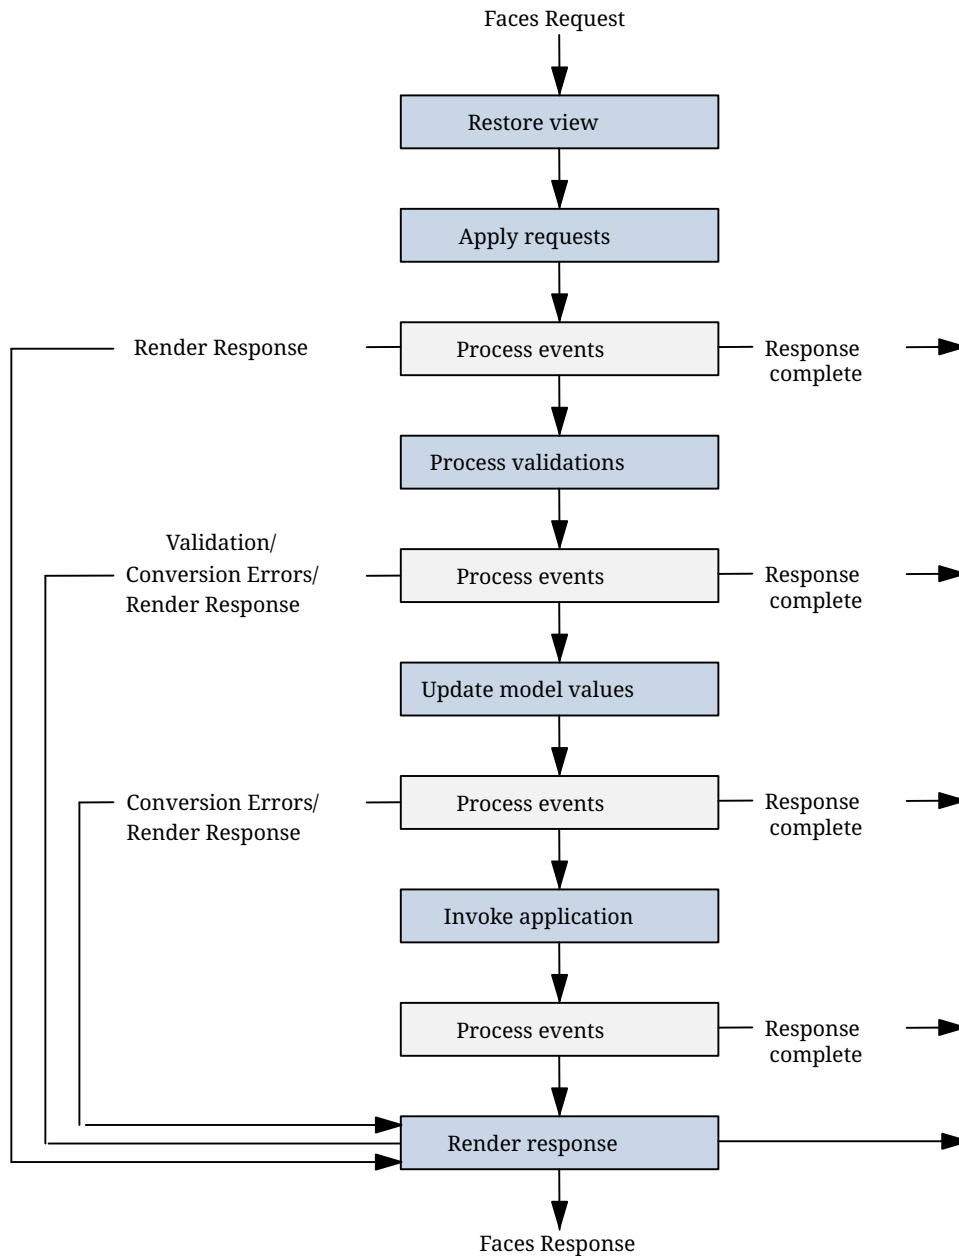 Faces Request
Restore view
Apply requests
Render Response
Process events
Response
complete
Process validations
Validation/
Conversion Errors/
Render Response
Process events
Response
complete
Update model values
Conversion Errors/
Render Response
Process events
Response
complete
Invoke application
Process events
Response
complete
Render response
Faces Response